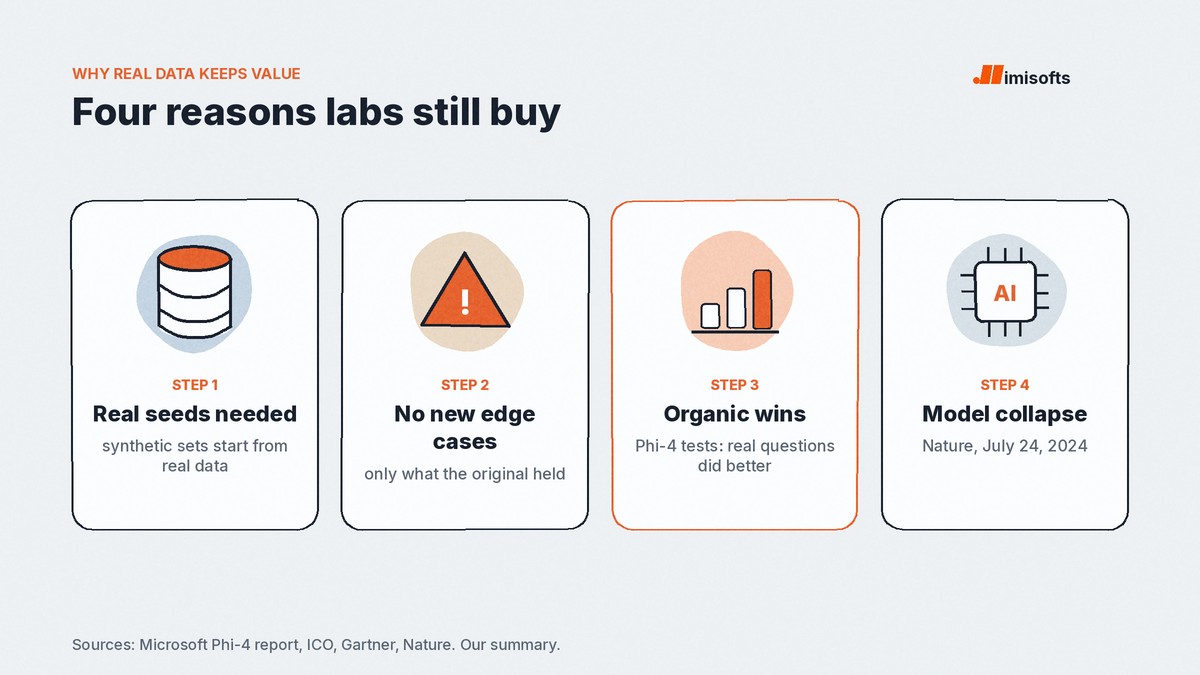 WHY REAL DATA KEEPS VALUE
imisofts
Four reasons labs still buy
STEP 1
Real seeds needed
synthetic sets start from
real data
STEP 2
No new edge
cases
only what the original held
STEP 3
Organic wins
Phi-4 tests: real questions
did better
AI
STEP 4
Model collapse
Nature, July 24, 2024
Sources: Microsoft Phi-4 report, ICO, Gartner, Nature. Our summary.